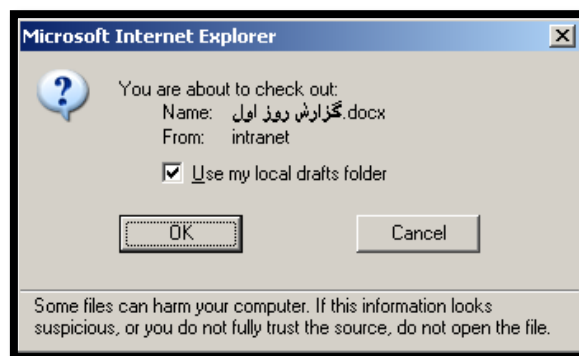 Microsoft Internet Explorer
You are about to check out:
Name: گزارش روز اول.docx
From: intranet
Use my local drafts folder
OK
Cancel
Some files can harm your computer. If this information looks
suspicious, or you do not fully trust the source, do not open the file.